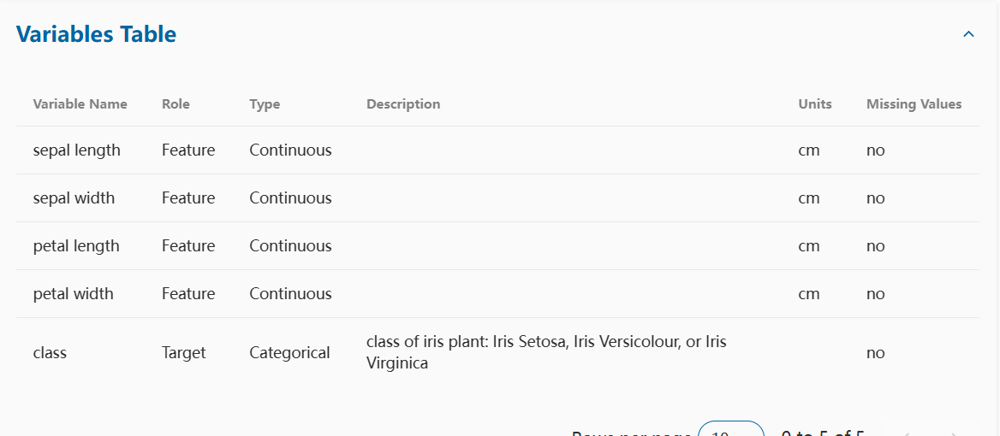 Variables Table
Variable Name Role Type Description Units Missing Values
sepal length Feature Continuous cm no
sepal width Feature Continuous cm no
petal length Feature Continuous cm no
petal width Feature Continuous cm no
class Target Categorical class of iris plant: Iris Setosa, Iris Versicolour, or Iris no
Virginica
Rows per page 10 0 to 5 of 5